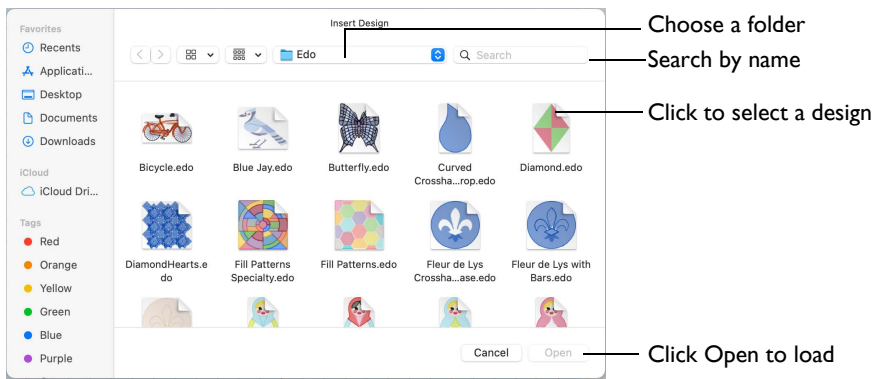 Insert Design
Choose a folder
Favorites
Recents
Edo
Search
Search by name
Applicati...
Desktop
Click to select a design
Documents
Downloads
Bicycle.edo
Blue Jay.edo
Butterfly.edo
Curved
Crossha...rop.edo
Diamond.edo
iCloud
iCloud Dri...
Tags
Red
DiamondHearts.e
do
Fill Patterns
Specialty.edo
Fill Patterns.edo
Fleur de Lys
Crossha...ase.edo
Fleur de Lys with
Bars.edo
Orange
Yellow
Green
Blue
Purple
Cancel
Open
Click Open to load